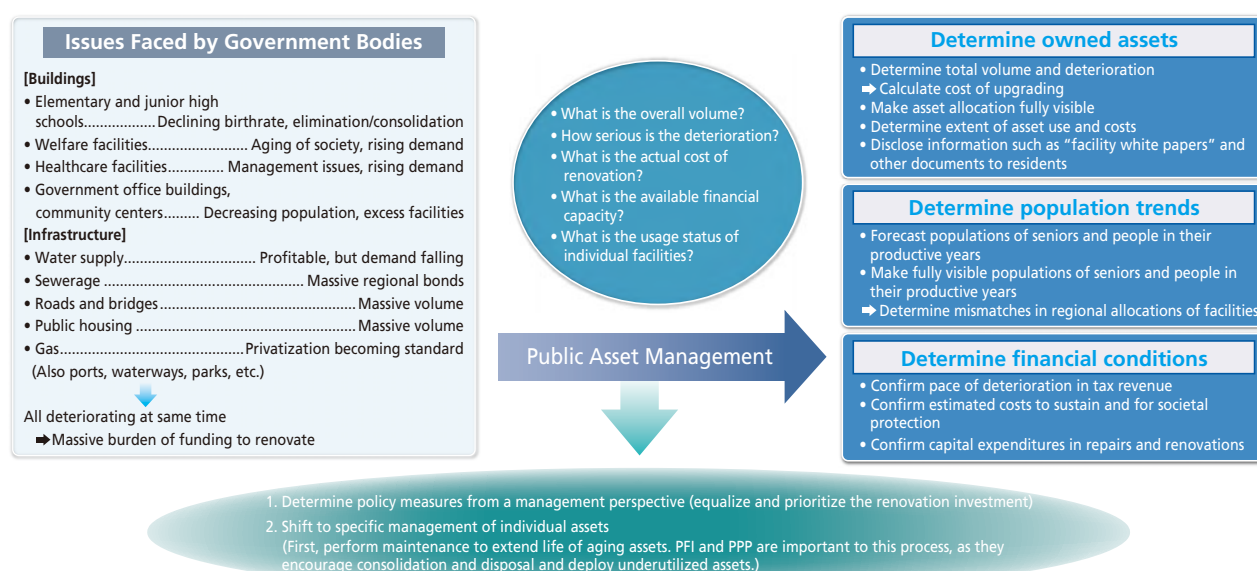 Issues Faced by Government Bodies
[Buildings]
• Elementary and junior high
schools.................Declining birthrate, elimination/consolidation
• Welfare facilities......................... Aging of society, rising demand
• Healthcare facilities............. Management issues, rising demand
• Government office buildings,
community centers......... Decreasing population, excess facilities
[Infrastructure]
• Water supply................................. Profitable, but demand falling
• Sewerage .................................................. Massive regional bonds
• Roads and bridges................................................. Massive volume
• Public housing ....................................................... Massive volume
• Gas..............................................Privatization becoming standard
(Also ports, waterways, parks, etc.)
All deteriorating at same time
➡Massive burden of funding to renovate
• What is the overall volume?
• How serious is the deterioration?
• What is the actual cost of
renovation?
• What is the available financial
capacity?
• What is the usage status of
individual facilities?
Public Asset Management
Determine owned assets
• Determine total volume and deterioration
➡ Calculate cost of upgrading
• Make asset allocation fully visible
• Determine extent of asset use and costs
• Disclose information such as “facility white papers” and
other documents to residents
Determine population trends
• Forecast populations of seniors and people in their
productive years
• Make fully visible populations of seniors and people in
their productive years
➡ Determine mismatches in regional allocations of facilities
Determine financial conditions
• Confirm pace of deterioration in tax revenue
• Confirm estimated costs to sustain and for societal
protection
• Confirm capital expenditures in repairs and renovations
1. Determine policy measures from a management perspective (equalize and prioritize the renovation investment)
2. Shift to specific management of individual assets
(First, perform maintenance to extend life of aging assets. PFI and PPP are important to this process, as they
encourage consolidation and disposal and deploy underutilized assets.)